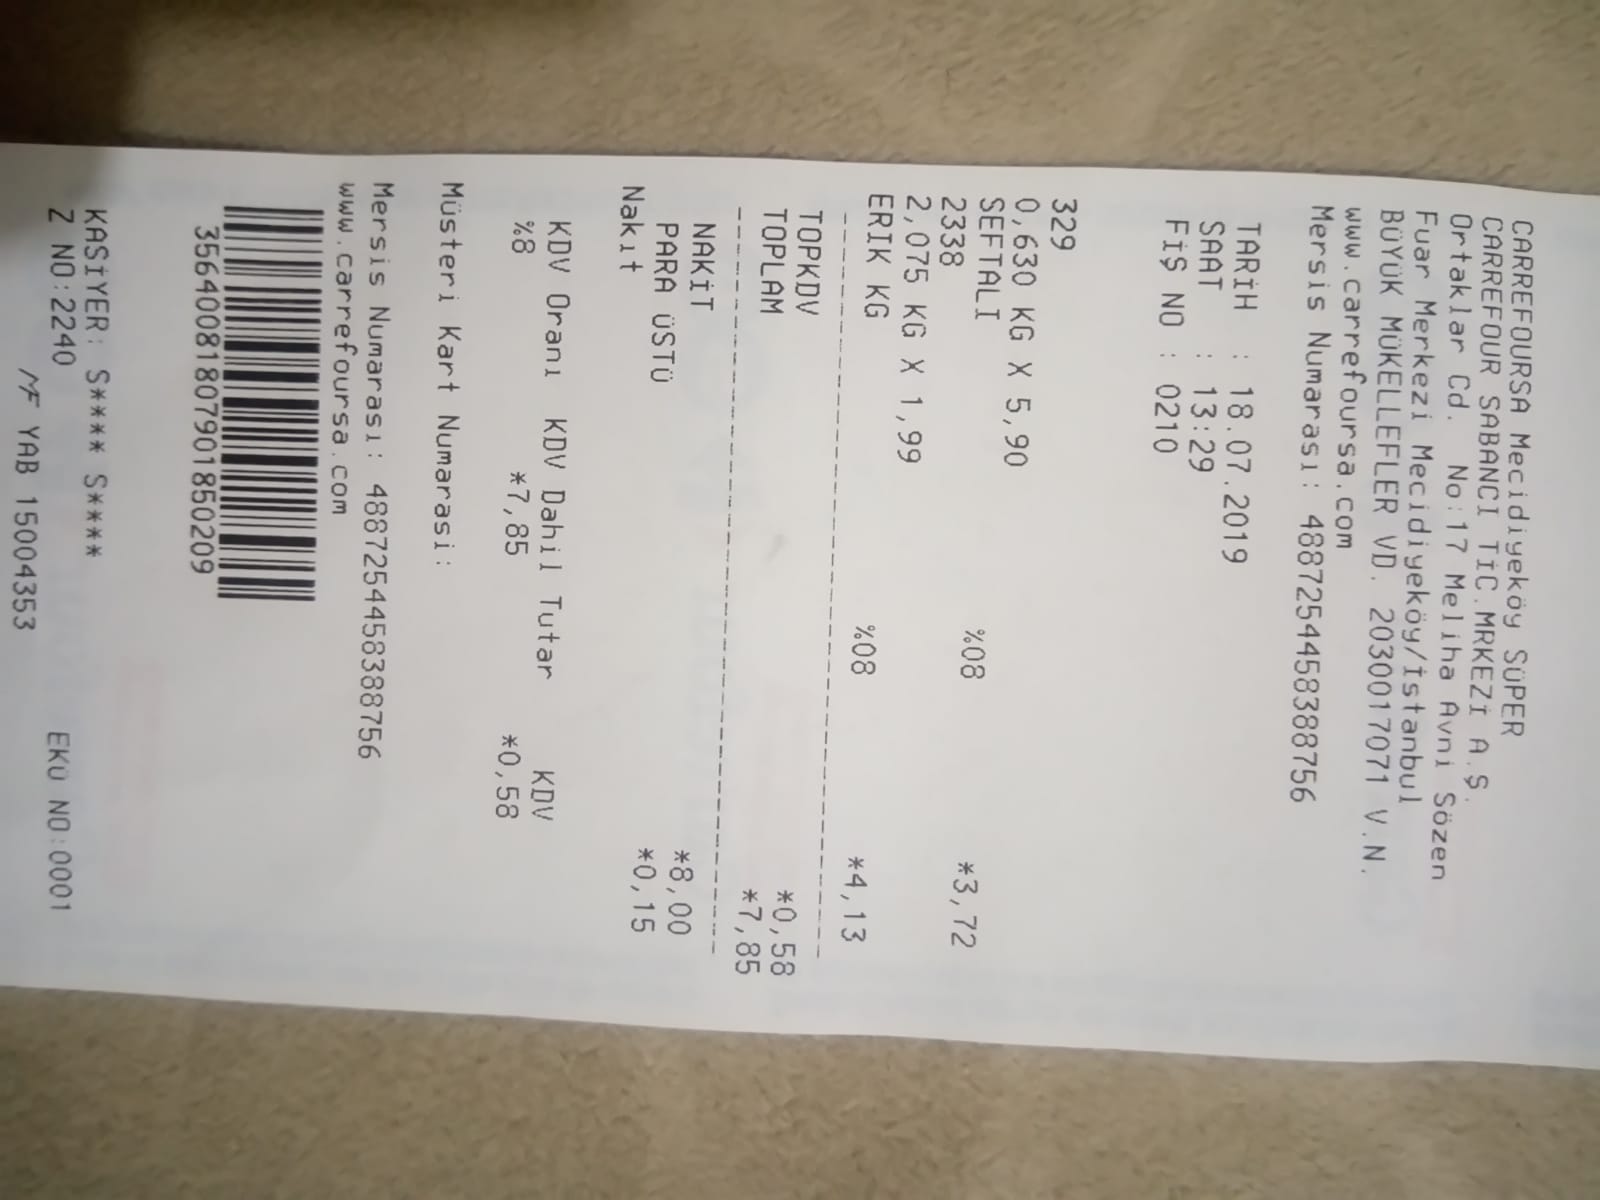 CARREFOURSA Mecidiyeköy SÜPER
CARREFOUR SABANCI TİC.MRKEZİ A.Ş.
Ortaklar Cd. No:17 Meliha Avni Sözen
Fuar Merkezi Mecidiyeköy/İstanbul
BÜYÜK MÜKELLEFLER VD. 2030017071 V.N.
www.carrefoursa.com
Mersis Numarası: 4887254458388756
TARİH : 18.07.2019
SAAT : 13:29
FİŞ NO : 0210
329
0,630 KG X 5,90
SEFTALI %08 *3,72
2338
2,075 KG X 1,99
ERIK KG %08 *4,13
TOPKDV *0,58
TOPLAM *7,85
NAKİT *8,00
PARA ÜSTÜ *0,15
Nakıt
KDV Oranı KDV Dahil Tutar KDV
%8 *7,85 *0,58
Müsteri Kart Numarasi:
Mersis Numarası: 4887254458388756
www.carrefoursa.com
35640081807901850209
KASİYER: S**** S****
Z NO:2240 EKÜ NO:0001
MF YAB 15004353